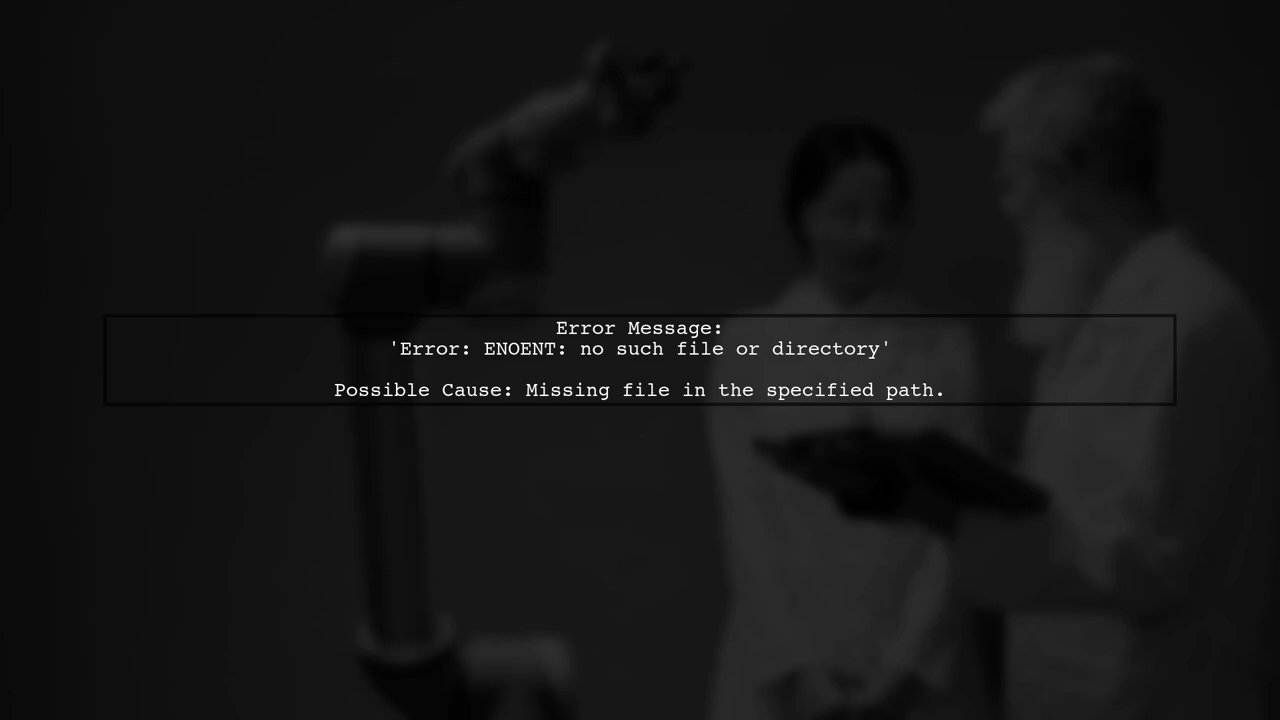 Error Message:
'Error: ENOENT: no such file or directory'
Possible Cause: Missing file in the specified path.